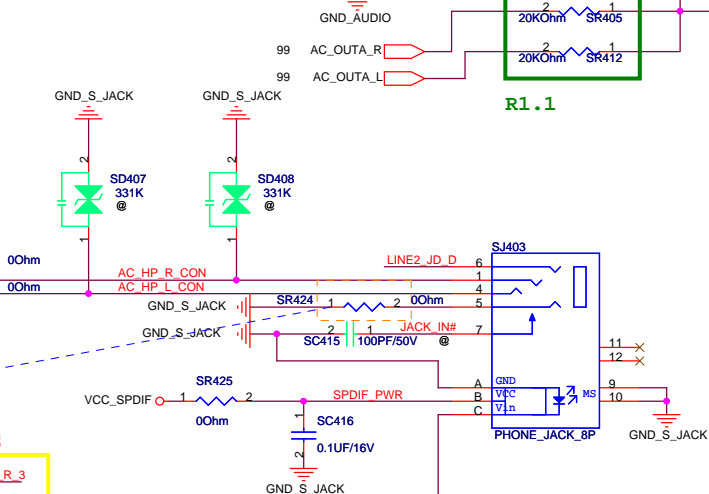 GND_AUDIO
2 1
20KOhm SR405
99 AC_OUTA_R
2 1
20KOhm SR412
99 AC_OUTA_L
R1.1
GND_S_JACK GND_S_JACK
2 2
SD407 SD408
331K 331K
@ @
1 1
SJ403
0Ohm
LINE2_JD_D 6
AC_HP_R_CON 1
0Ohm
AC_HP_L_CON 4
GND_S_JACK SR424 1 2 0Ohm 5
GND_S_JACK 2 1 JACK_IN# 7
SC415 100PF/50V @
11
12
SR425
A GND 9
VCC_SPDIF 1 2 SPDIF_PWR B VCC MS 10
0Ohm
C Vin
1
SC416
0.1UF/16V
2
PHONE_JACK_8P GND_S_JACK
_R_3
GND_S_JACK